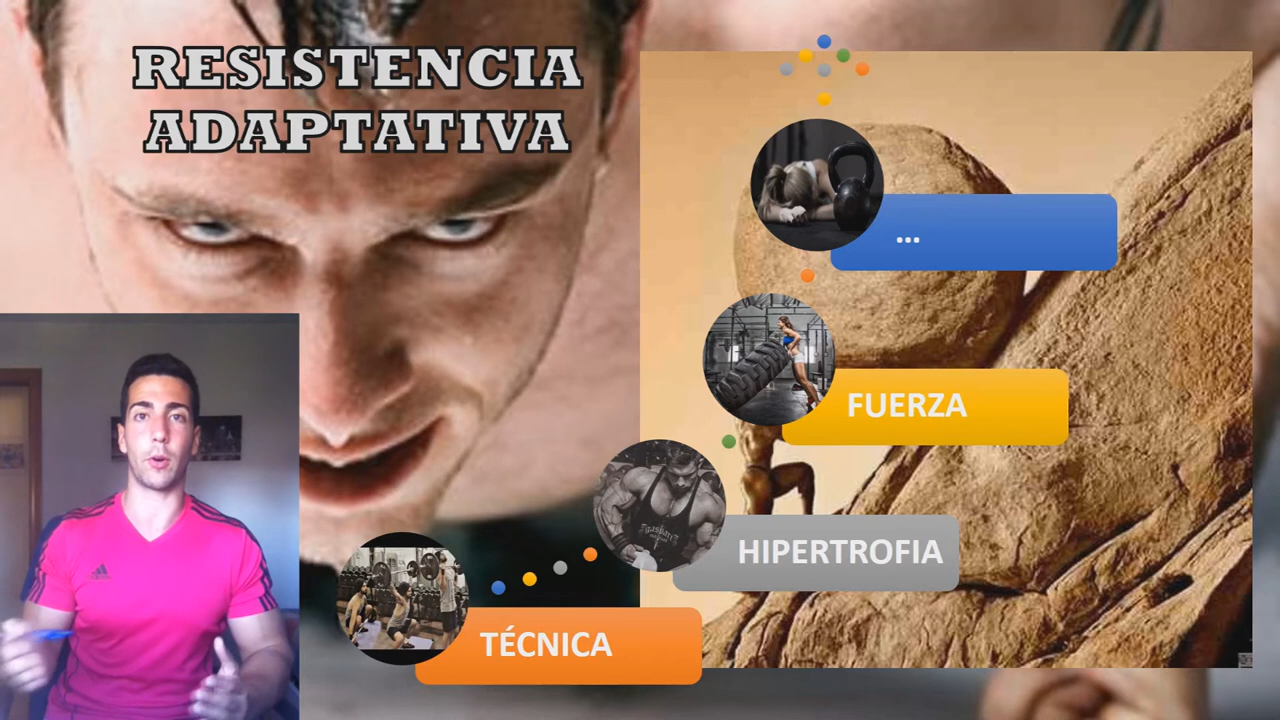 RESISTENCIA
ADAPTATIVA
...
FUERZA
HIPERTROFIA
TÉCNICA